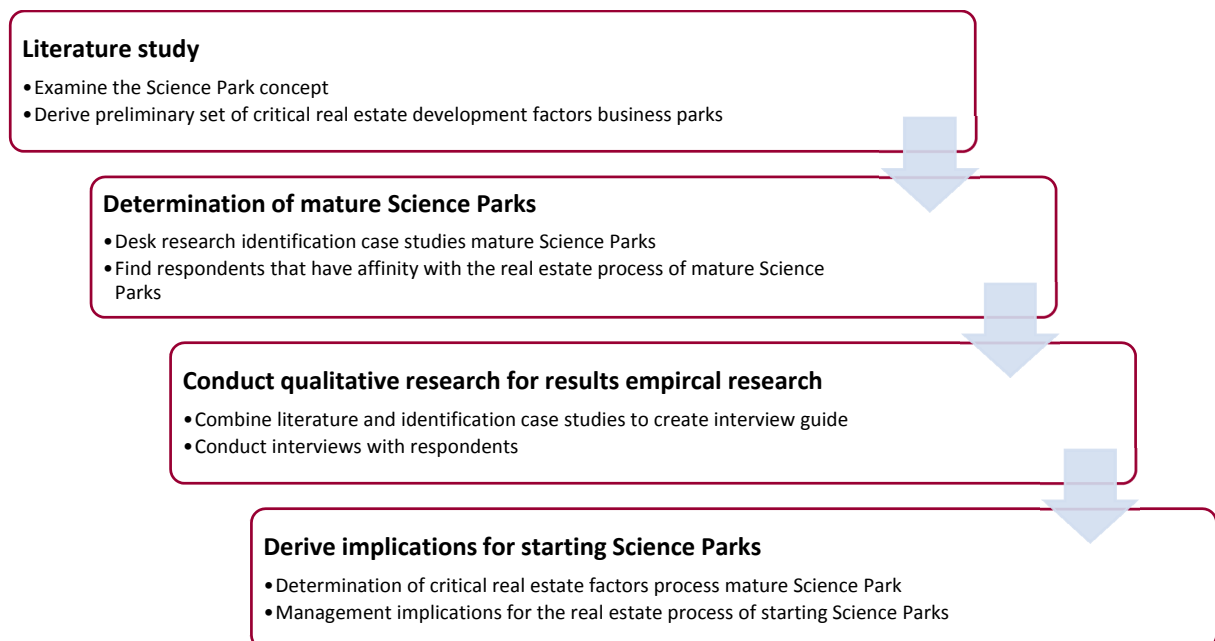 Literature study
•Examine the Science Park concept
•Derive preliminary set of critical real estate development factors business parks
Determination of mature Science Parks
•Desk research identification case studies mature Science Parks
•Find respondents that have affinity with the real estate process of mature Science
Parks
Conduct qualitative research for results empircal research
•Combine literature and identification case studies to create interview guide
•Conduct interviews with respondents
Derive implications for starting Science Parks
•Determination of critical real estate factors process mature Science Park
•Management implications for the real estate process of starting Science Parks